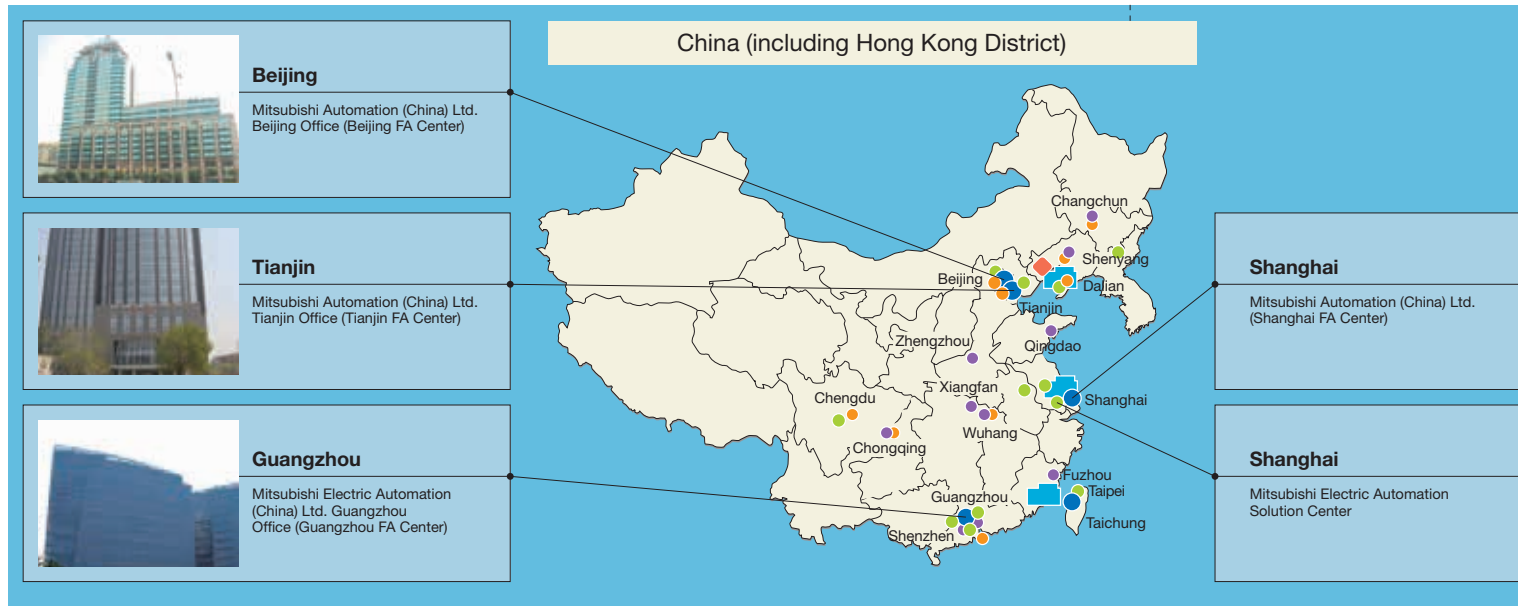 China (including Hong Kong District)
Beijing
Mitsubishi Automation (China) Ltd.
Beijing Office (Beijing FA Center)
Tianjin
Mitsubishi Automation (China) Ltd.
Tianjin Office (Tianjin FA Center)
Guangzhou
Mitsubishi Electric Automation
(China) Ltd. Guangzhou
Office (Guangzhou FA Center)
Changchun
Shenyang
Beijing
Dalian
Tianjin
Zhengzhou
Qingdao
Xiangfan
Chengdu
Shanghai
Wuhang
Chongqing
Fuzhou
Guangzhou
Taipei
Taichung
Shenzhen
Shanghai
Mitsubishi Automation (China) Ltd.
(Shanghai FA Center)
Shanghai
Mitsubishi Electric Automation
Solution Center